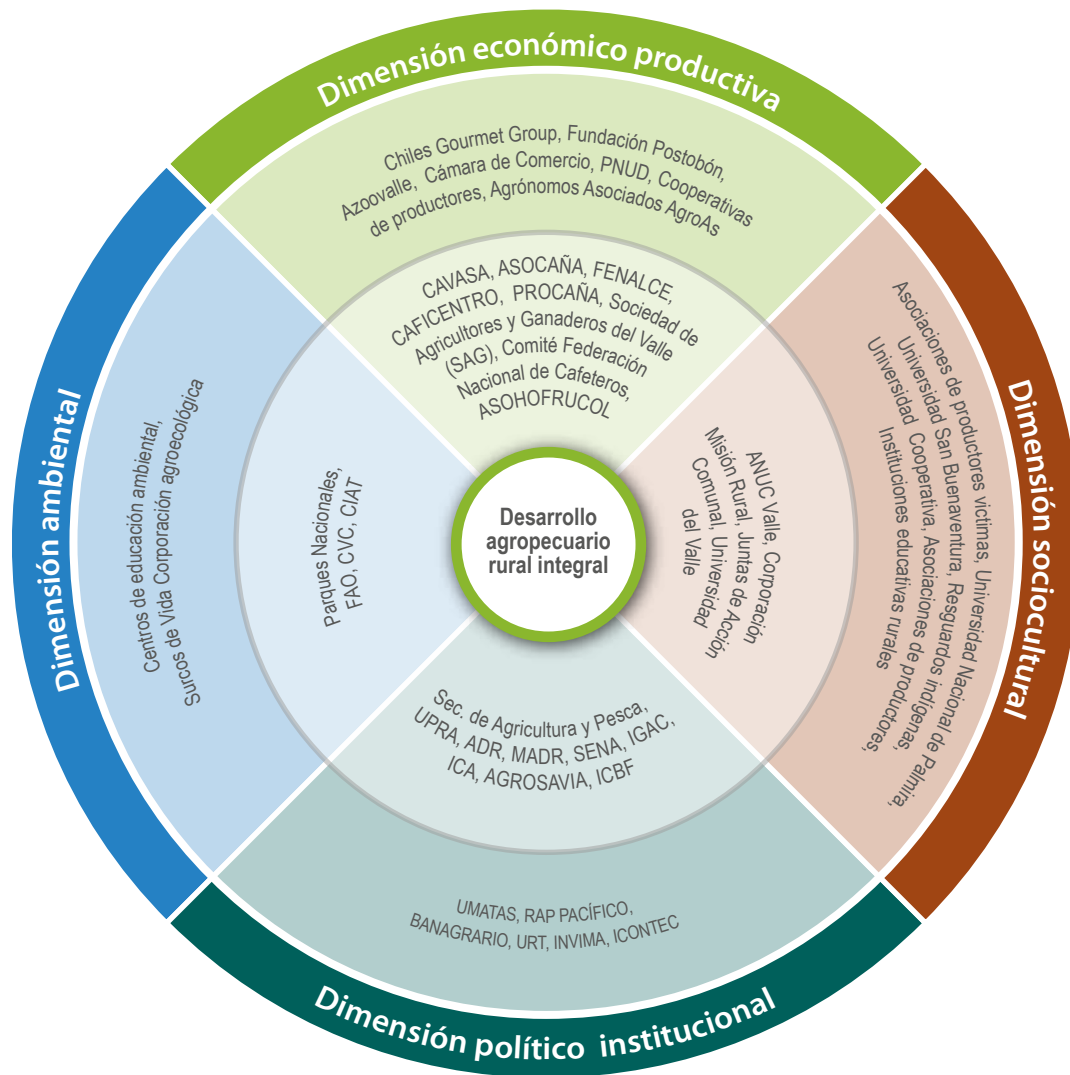 Dimensión económico productiva
Chiles Gourmet Group, Fundación Postobón,
Azoovalle, Cámara de Comercio, PNUD, Cooperativas
de productores, Agrónomos Asociados AgroAs
CAVASA, ASOCAÑA, FENALCE,
CAFICENTRO, PROCAÑA, Sociedad de
Agricultores y Ganaderos del Valle
(SAG), Comité Federación
Nacional de Cafeteros,
ASOHOFRUCOL
Dimensión ambiental
Centros de educación ambiental,
Surcos de Vida Corporación agroecológica
Parques Nacionales,
FAO, CVC, CIAT
Desarrollo
agropecuario
rural integral
ANUC Valle, Corporación
Misión Rural, Juntas de Acción
Comunal, Universidad
del Valle
Asociaciones de productores victimas, Universidad Nacional de Palmira,
Universidad San Buenaventura, Resguardos indígenas,
Universidad Cooperativa, Asociaciones de productores,
Instituciones educativas rurales
Dimensión sociocultural
Sec. de Agricultura y Pesca,
UPRA, ADR, MADR, SENA, IGAC,
ICA, AGROSAVIA, ICBF
UMATAS, RAP PACÍFICO,
BANAGRARIO, URT, INVIMA, ICONTEC
Dimensión político institucional